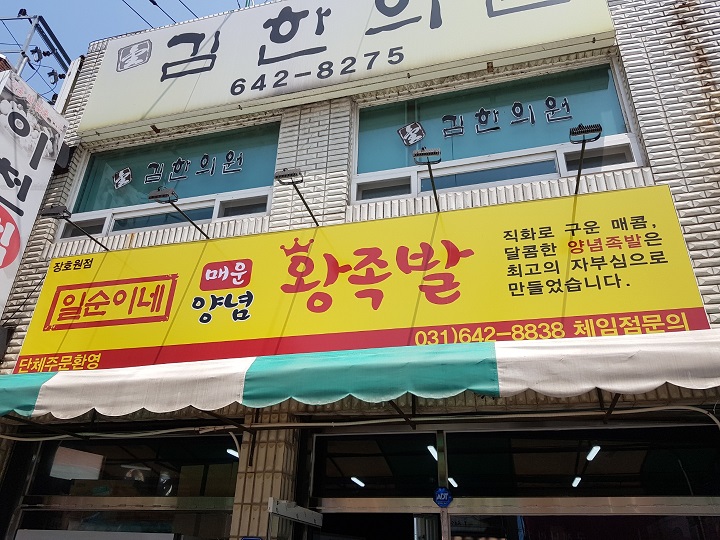 김한의원
642-8275
김한의원
김한의원
이천
장호원점
일순이네
매운
양념
왕족발
직화로 구운 매콤,
달콤한 양념족발은
최고의 자부심으로
만들었습니다.
031)642-8838 체임점문의
단체주문환영
ADT